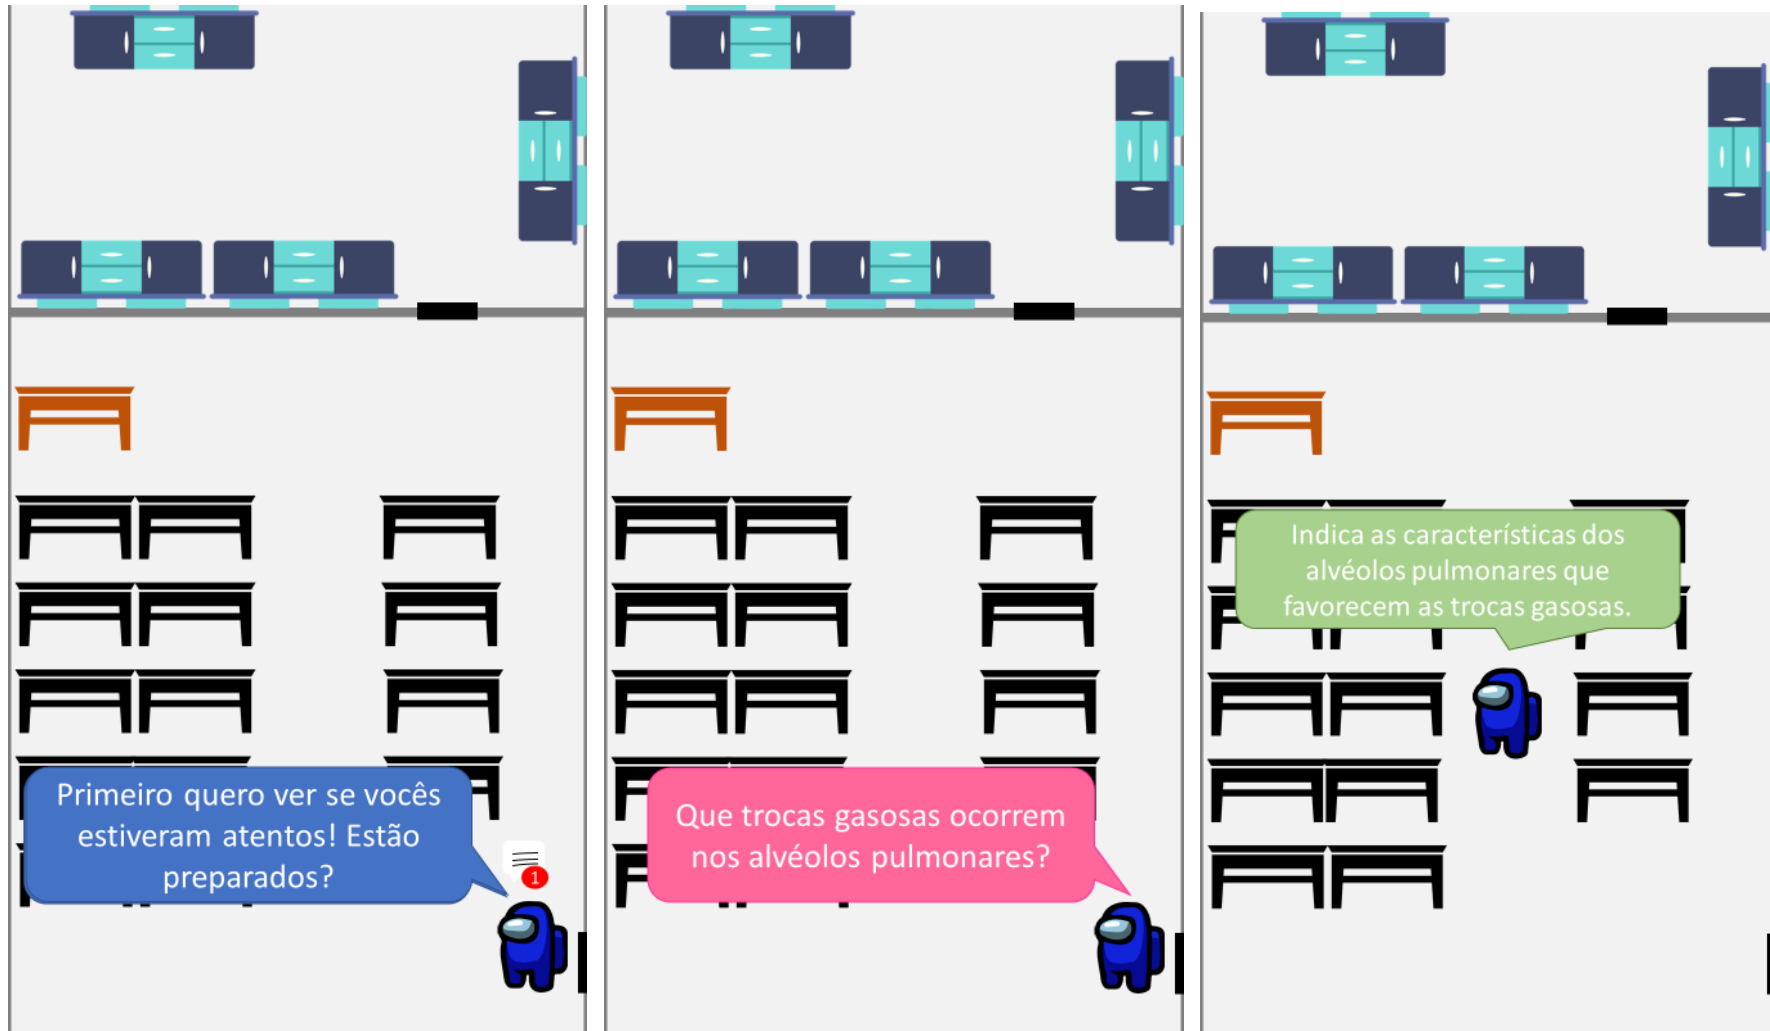 Primeiro quero ver se vocês
estiveram atentos! Estão
preparados?
1
Que trocas gasosas ocorrem
nos alvéolos pulmonares?
Indica as características dos
alvéolos pulmonares que
favorecem as trocas gasosas.